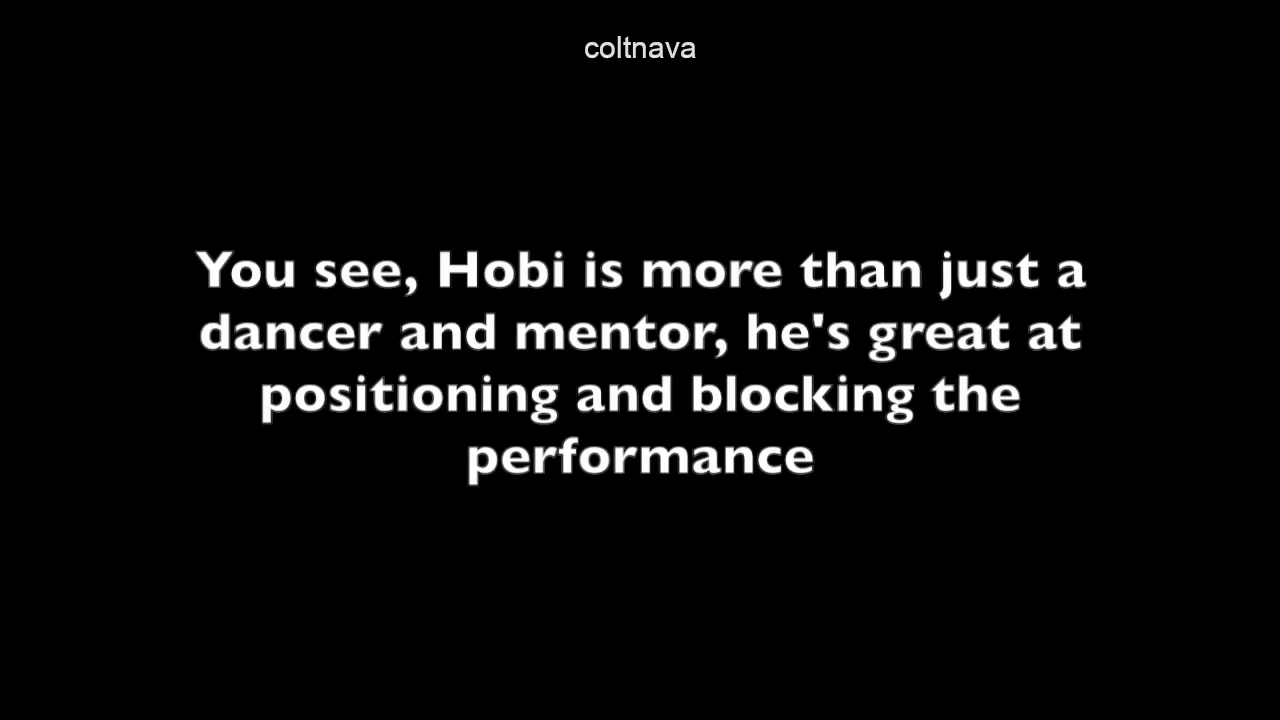 coltnava
You see, Hobi is more than just a
dancer and mentor, he's great at
positioning and blocking the
performance